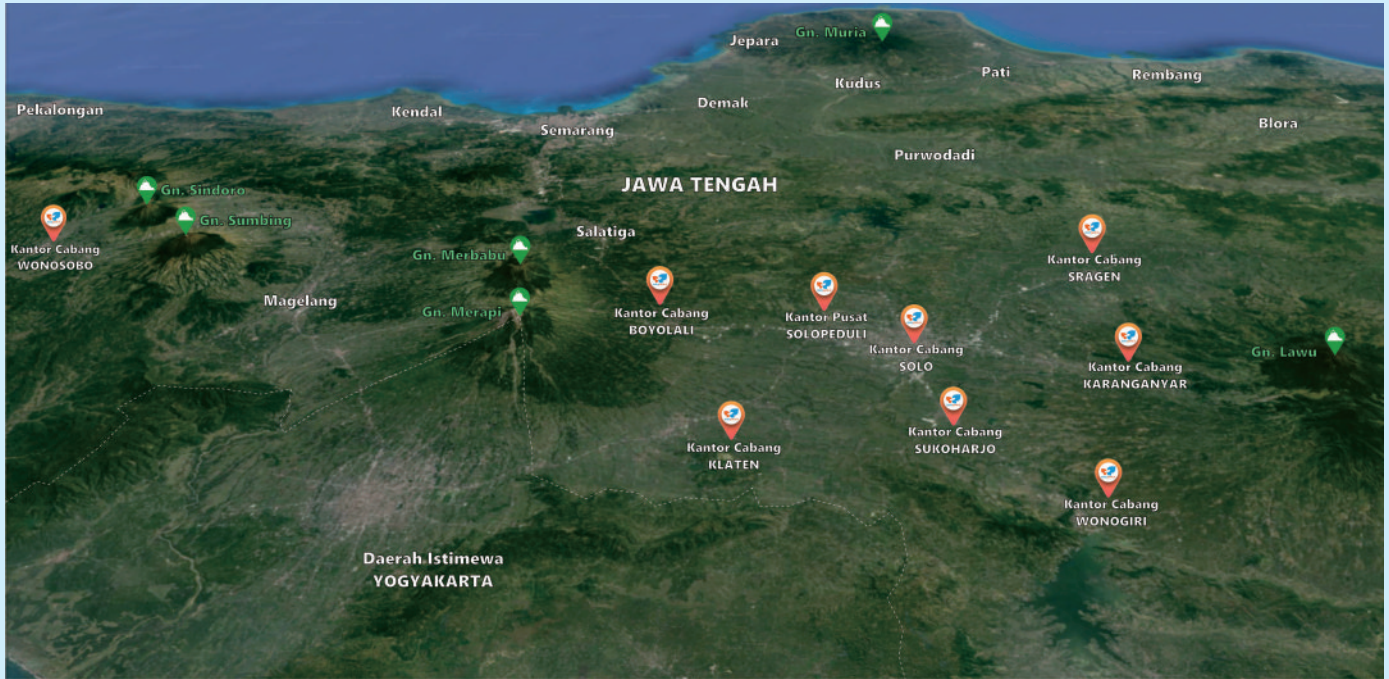 Gn. Muria
Jepara
Kudus
Pati
Rembang
Pekalongan
Kendal
Demak
Semarang
Blora
Purwodadi
JAWA TENGAH
Gn. Sindoro
Gn. Sumbing
Kantor Cabang
WONOSOBO
Salatiga
Gn. Merbabu
Kantor Cabang
SRAGEN
Magelang
Gn. Merapi
Kantor Cabang
BOYOLALI
Kantor Pusat
SOLOPEDULI
Kantor Cabang
SOLO
Gn. Lawu
Kantor Cabang
KARANGANYAR
Kantor Cabang
KLATEN
Kantor Cabang
SUKOHARJO
Kantor Cabang
WONOGIRI
Daerah Istimewa
YOGYAKARTA